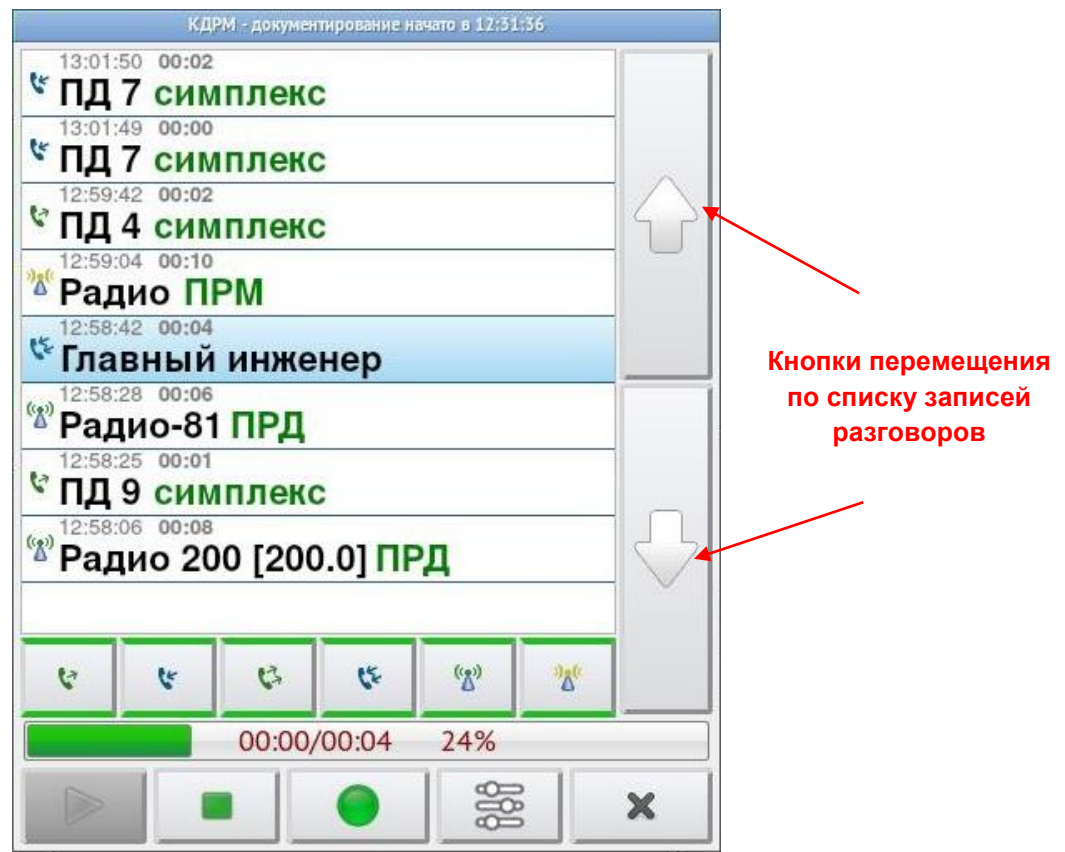 КДРМ - документирование начато в 12:31:36
13:01:50 00:02
ПД 7 симплекс
13:01:49 00:00
ПД 7 симплекс
12:59:42 00:02
ПД 4 симплекс
12:59:04 00:10
Радио ПРМ
12:58:42 00:04
Главный инженер
12:58:28 00:06
Радио-81 ПРД
12:58:25 00:01
ПД 9 симплекс
12:58:06 00:08
Радио 200 [200.0] ПРД
00:00/00:04 24%
Кнопки перемещения
по списку записей
разговоров